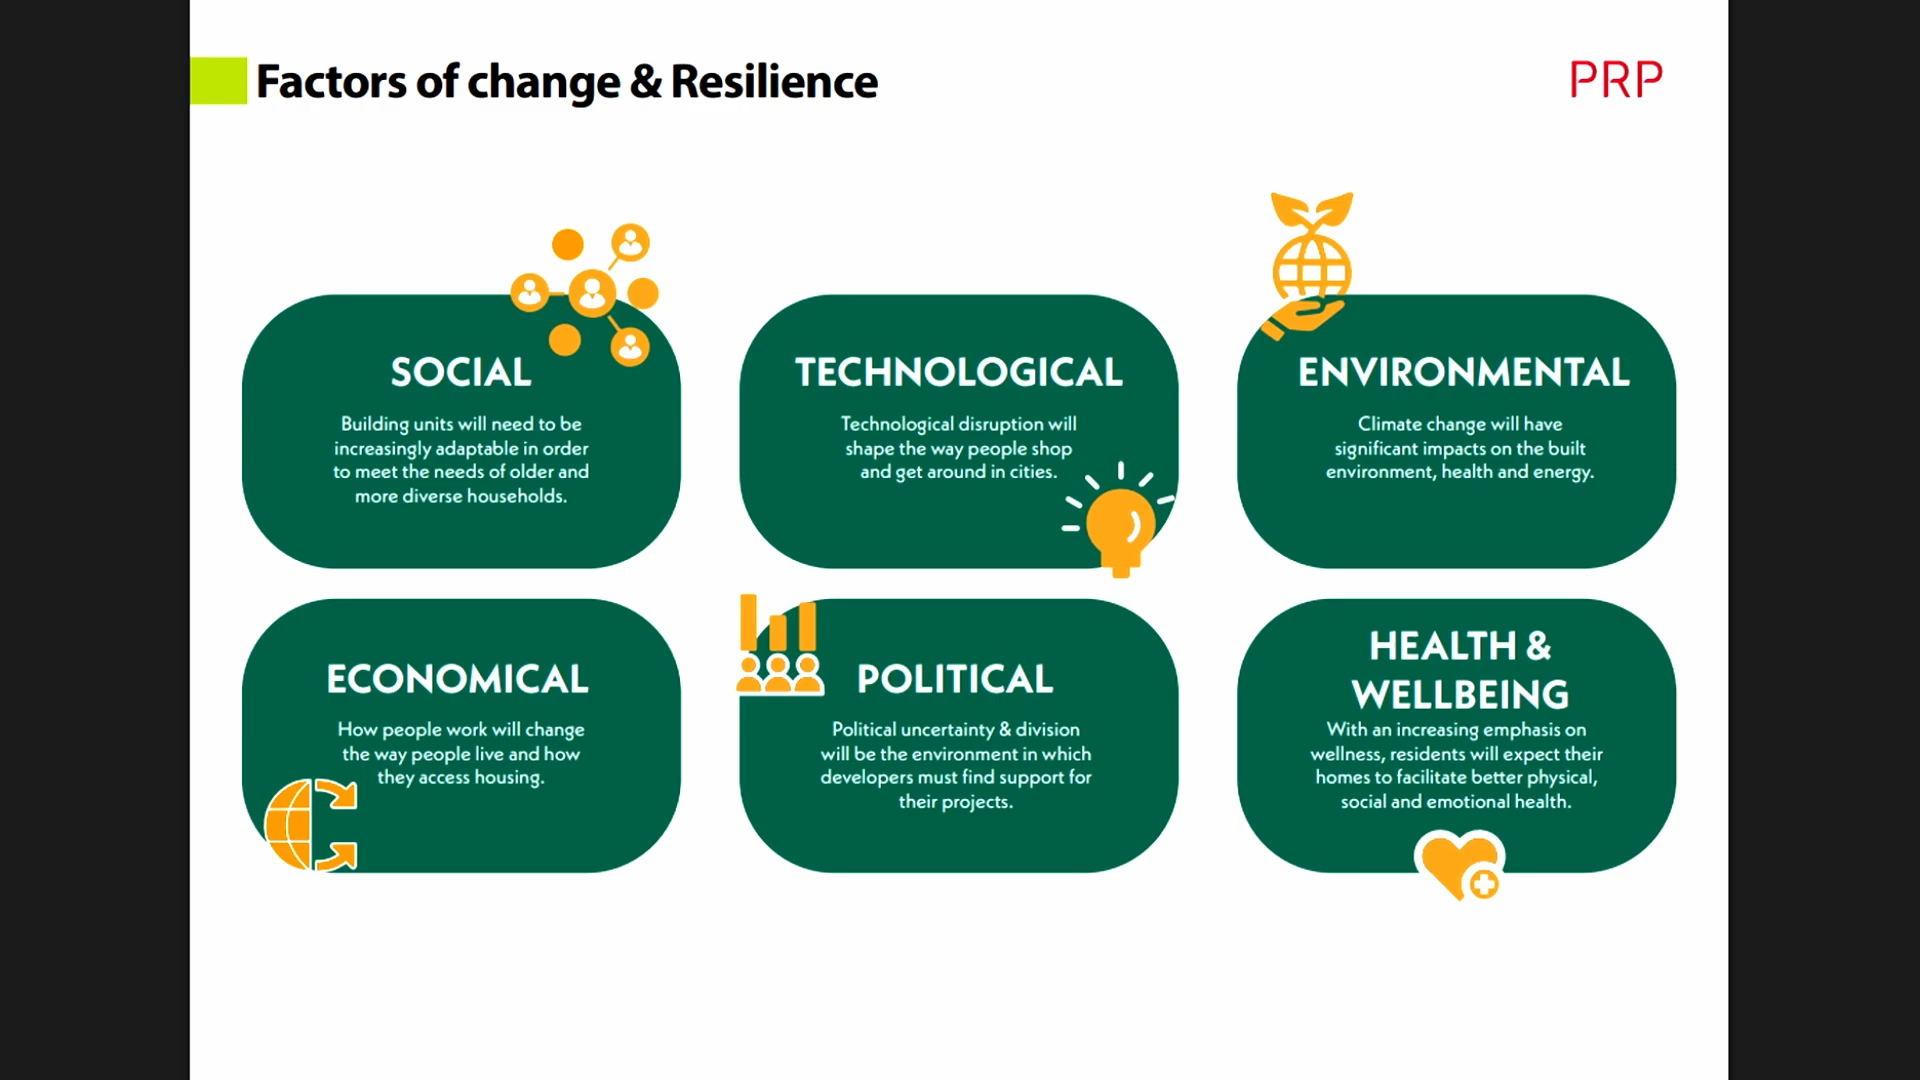 Factors of change & Resilience
PRP
SOCIAL
Building units will need to be
increasingly adaptable in order
to meet the needs of older and
more diverse households.
TECHNOLOGICAL
Technological disruption will
shape the way people shop
and get around in cities.
ENVIRONMENTAL
Climate change will have
significant impacts on the built
environment, health and energy.
ECONOMICAL
How people work will change
the way people live and how
they access housing.
POLITICAL
Political uncertainty & division
will be the environment in which
developers must find support for
their projects.
HEALTH &
WELLBEING
With an increasing emphasis on
wellness, residents will expect their
homes to facilitate better physical,
social and emotional health.